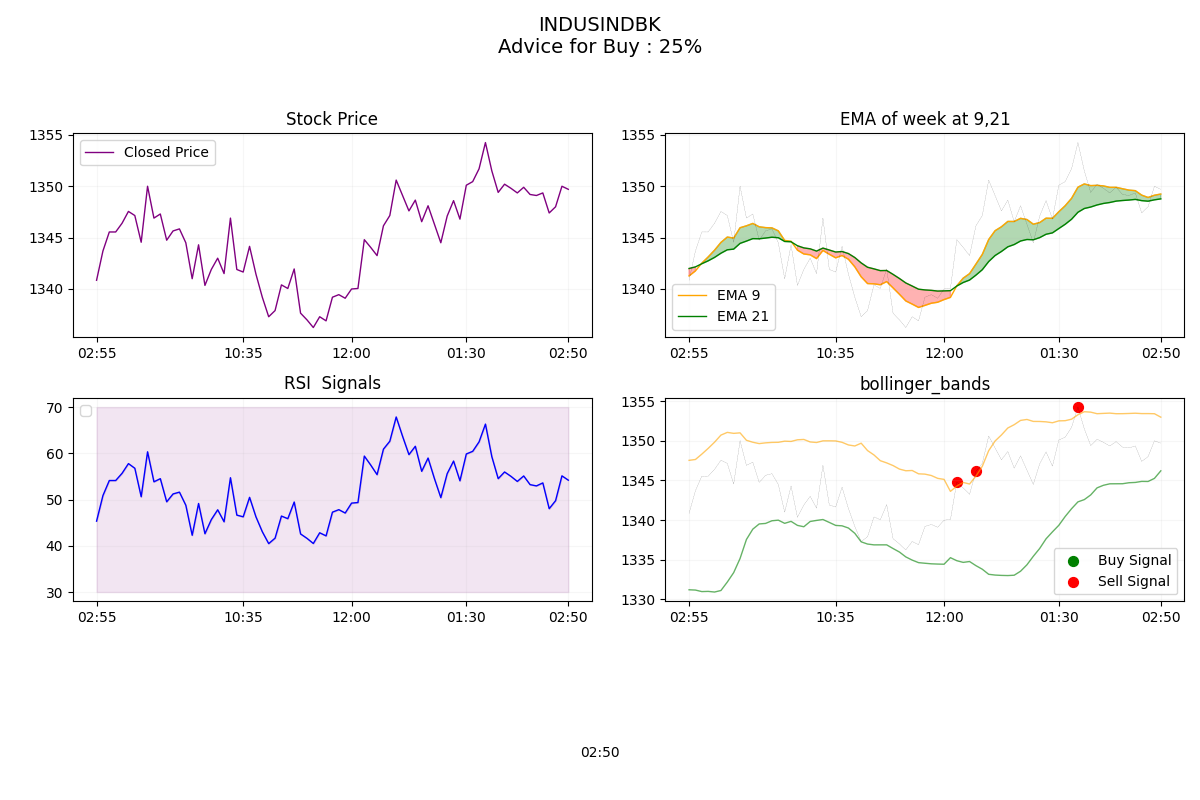 INDUSINDBK
Advice for Buy : 25%
Stock Price
1355
1350
1345
1340
Closed Price
02:55 10:35 12:00 01:30 02:50
EMA of week at 9,21
1355
1350
1345
1340
EMA 9
EMA 21
02:55 10:35 12:00 01:30 02:50
RSI  Signals
70
60
50
40
30
02:55 10:35 12:00 01:30 02:50
bollinger_bands
1355
1350
1345
1340
1335
1330
Buy Signal
Sell Signal
02:55 10:35 12:00 01:30 02:50
02:50